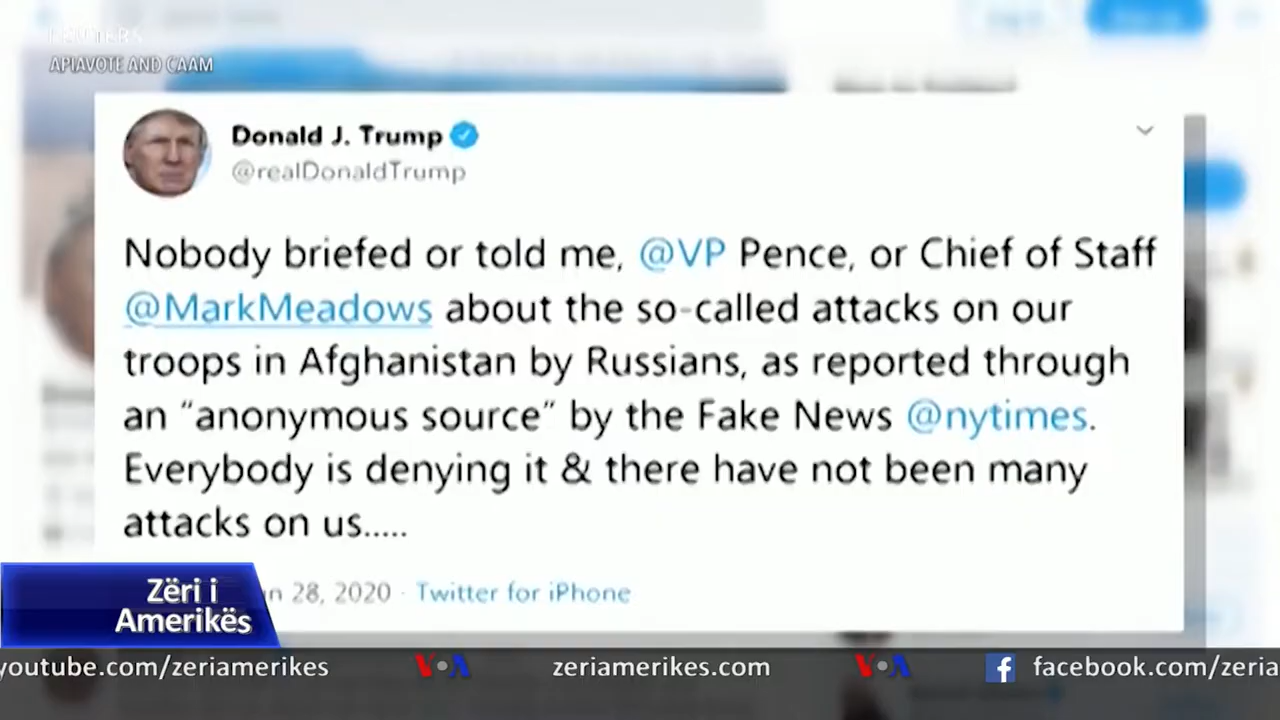 REUTERS
APIAVOTE AND CAAM
Donald J. Trump
@realDonaldTrump
Nobody briefed or told me, @VP Pence, or Chief of Staff
@MarkMeadows about the so-called attacks on our
troops in Afghanistan by Russians, as reported through
an “anonymous source” by the Fake News @nytimes.
Everybody is denying it & there have not been many
attacks on us.....
28, 2020 · Twitter for iPhone
Zëri i
Amerikës
youtube.com/zeriamerikes VOA zeriamerikes.com VOA facebook.com/zeria